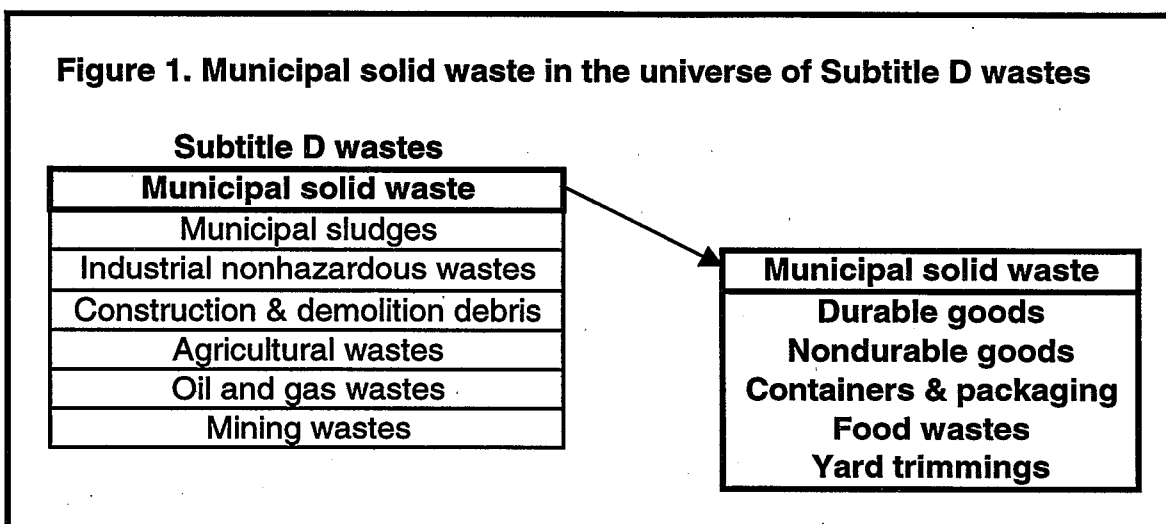 Figure 1. Municipal solid waste in the universe of Subtitle D wastes
Subtitle D wastes
Municipal solid waste
Municipal sludges
Industrial nonhazardous wastes
Construction & demolition debris
Agricultural wastes
Oil and gas wastes
Mining wastes
Municipal solid waste
Durable goods
Nondurable goods
Containers & packaging
Food wastes
Yard trimmings